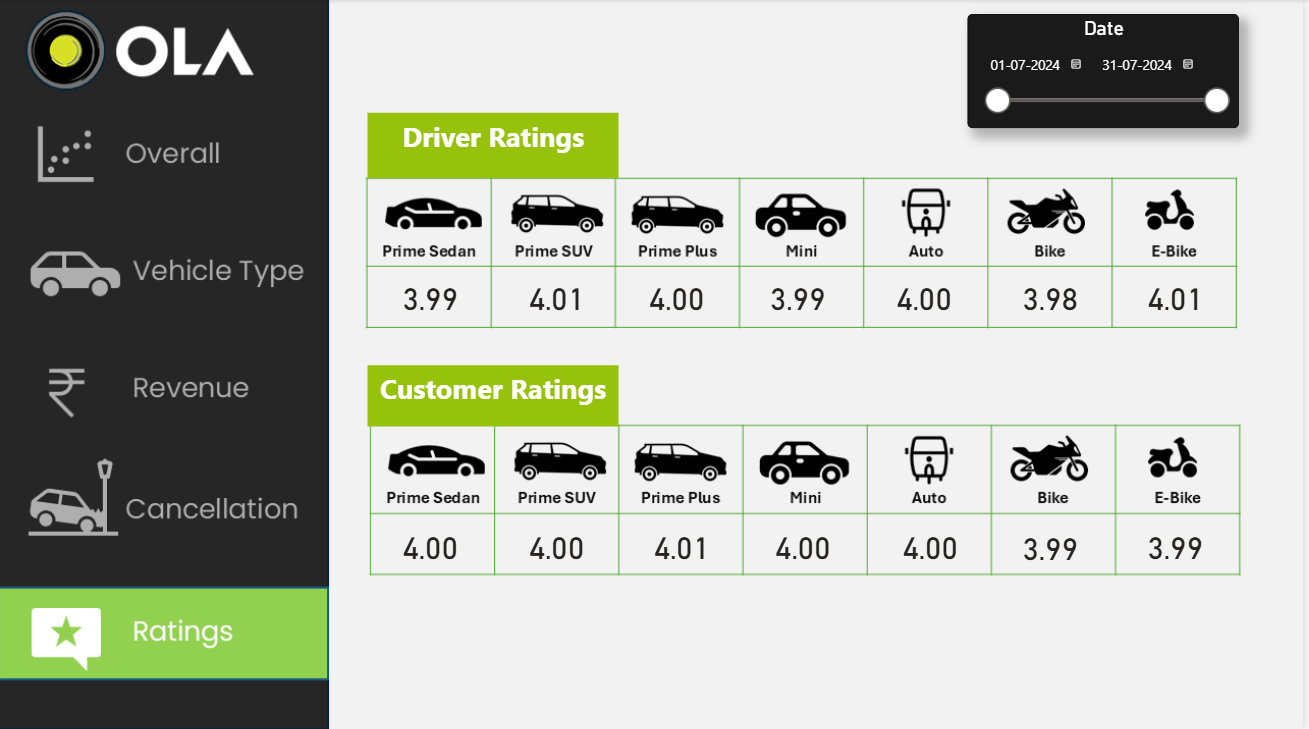 OLA
Overall
Vehicle Type
Revenue
Cancellation
Ratings
Date
01-07-2024 31-07-2024
Driver Ratings
Prime Sedan Prime SUV Prime Plus Mini Auto Bike E-Bike
3.99 4.01 4.00 3.99 4.00 3.98 4.01
Customer Ratings
Prime Sedan Prime SUV Prime Plus Mini Auto Bike E-Bike
4.00 4.00 4.01 4.00 4.00 3.99 3.99